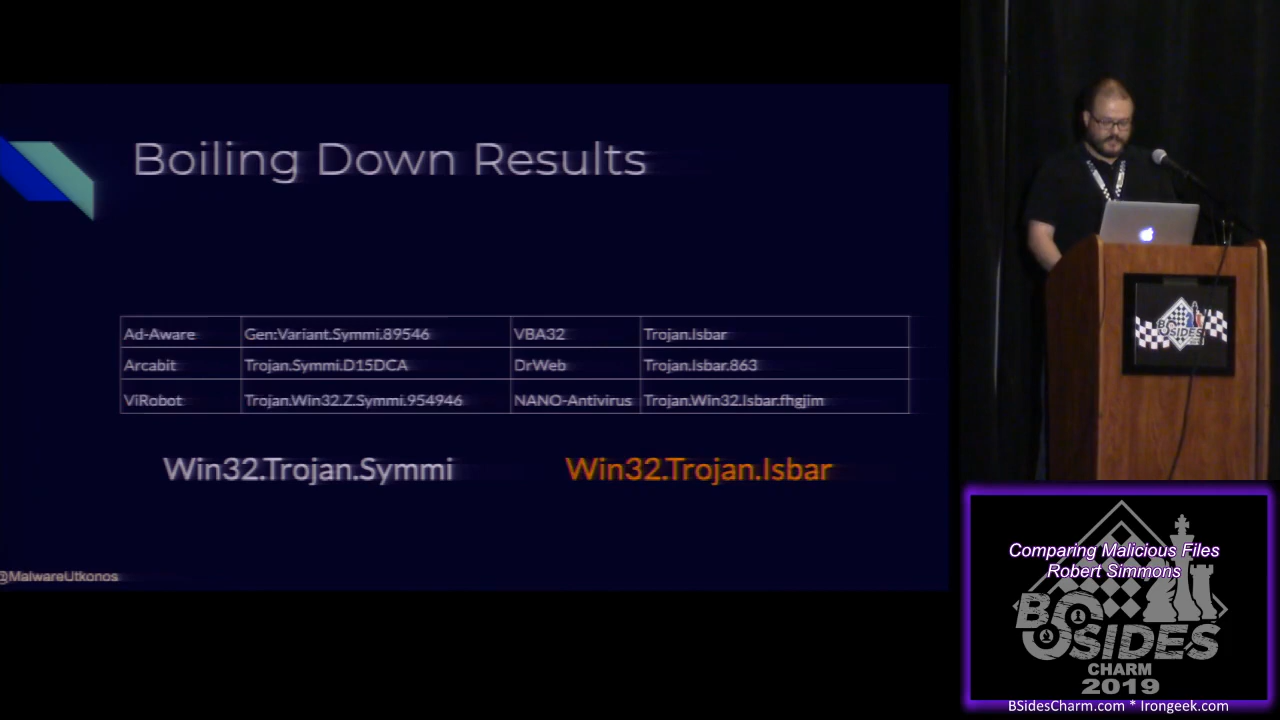 Boiling Down Results
Ad-Aware Gen:Variant.Symmi.89546 VBA32 Trojan.Isbar
Arcabit Trojan.Symmi.D15DCA DrWeb Trojan.Isbar.863
ViRobot Trojan.Win32.Z.Symmi.954946 NANO-Antivirus Trojan.Win32.Isbar.fhgjim
Win32.Trojan.Symmi Win32.Trojan.Isbar
@MalwareUtkonos
BSIDES
Comparing Malicious Files
Robert Simmons
BSIDES
CHARM
2019
BSidesCharm.com * Irongeek.com